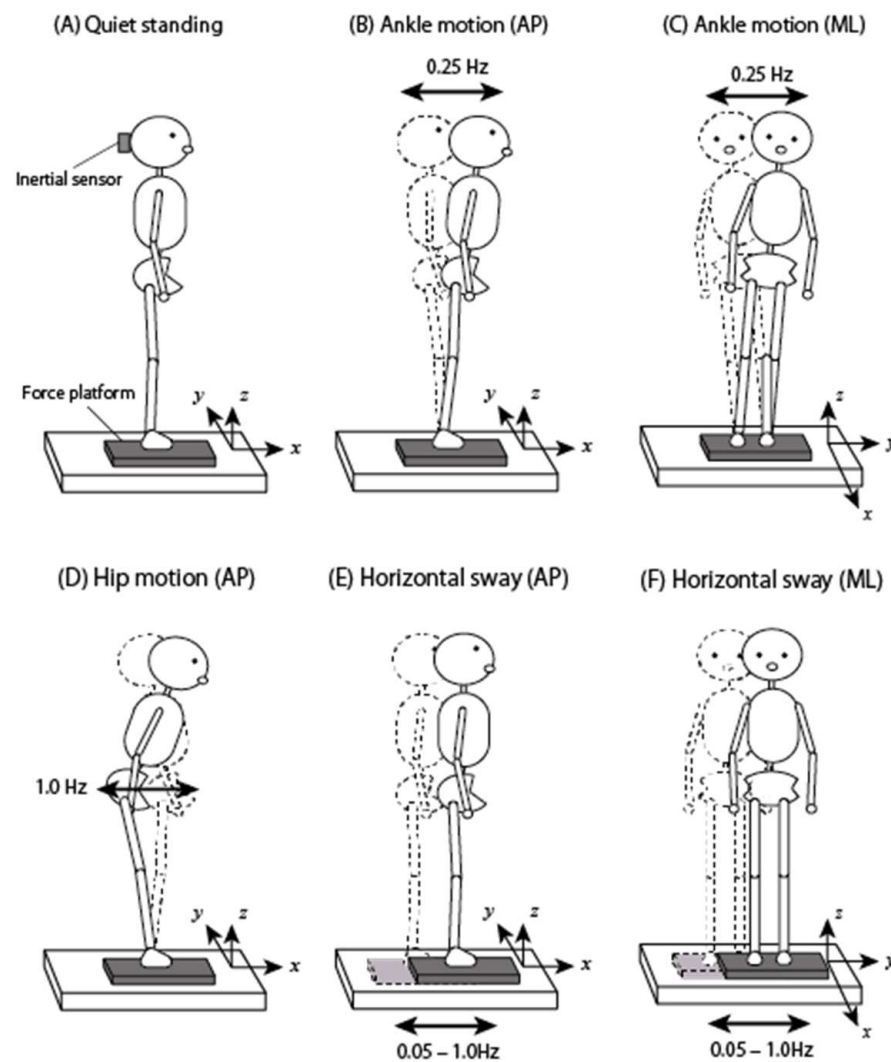 (A) Quiet standing
(B) Ankle motion (AP)
(C) Ankle motion (ML)
0.25 Hz
0.25 Hz
Inertial sensor
Force platform
y
z
x
y
z
x
z
y
x
(D) Hip motion (AP)
(E) Horizontal sway (AP)
(F) Horizontal sway (ML)
1.0 Hz
y
z
x
y
z
x
z
y
x
0.05 – 1.0Hz
0.05 – 1.0Hz